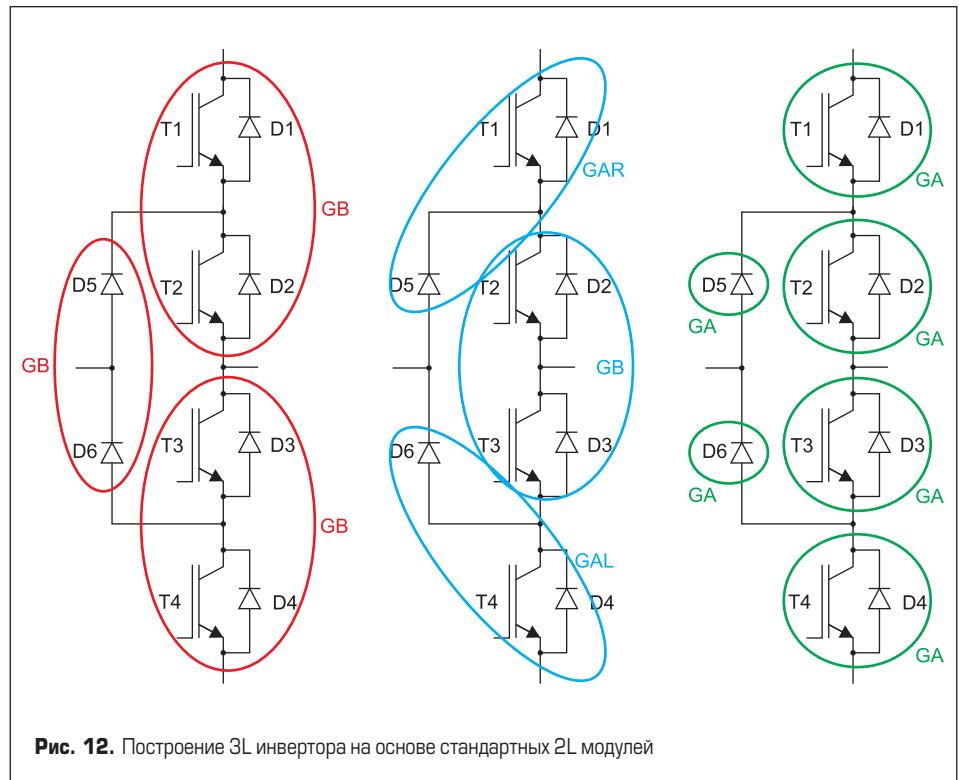 T1
D1
GB
D5
T2
D2
GB
T3
D3
D6
GB
T4
D4
T1
D1
GAR
D5
T2
D2
GB
T3
D3
D6
GAL
T4
D4
T1
D1
GA
D5
T2
D2
GA
GA
T3
D3
D6
GA
GA
T4
D4
GA
Рис. 12. Построение 3L инвертора на основе стандартных 2L модулей